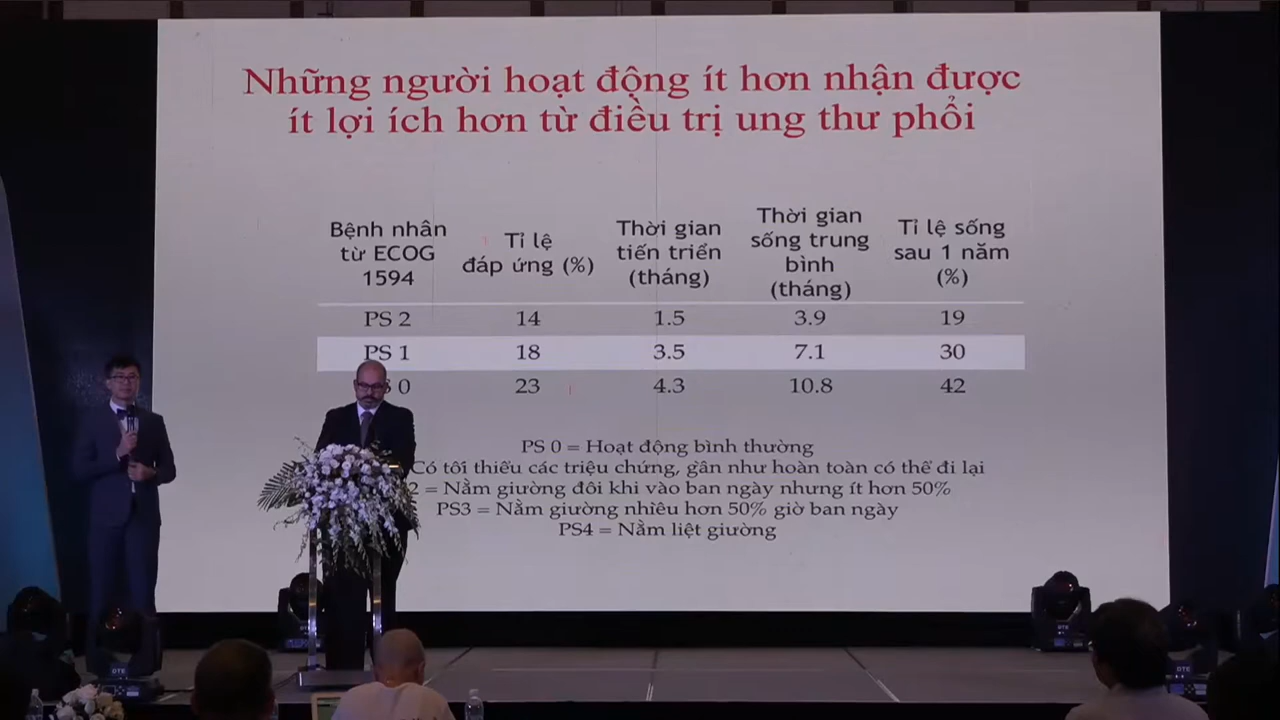 Những người hoạt động ít hơn nhận được
ít lợi ích hơn từ điều trị ung thư phổi
Bệnh nhân từ ECOG 1594 Tỉ lệ đáp ứng (%) Thời gian tiến triển (tháng) Thời gian sống trung bình (tháng) Tỉ lệ sống sau 1 năm (%)
PS 2 14 1.5 3.9 19
PS 1 18 3.5 7.1 30
0 23 4.3 10.8 42
PS 0 = Hoạt động bình thường
Có tối thiểu các triệu chứng, gần như hoàn toàn có thể đi lại
2 = Nằm giường đôi khi vào ban ngày nhưng ít hơn 50%
PS3 = Nằm giường nhiều hơn 50% giờ ban ngày
PS4 = Nằm liệt giường
DTE
DTE